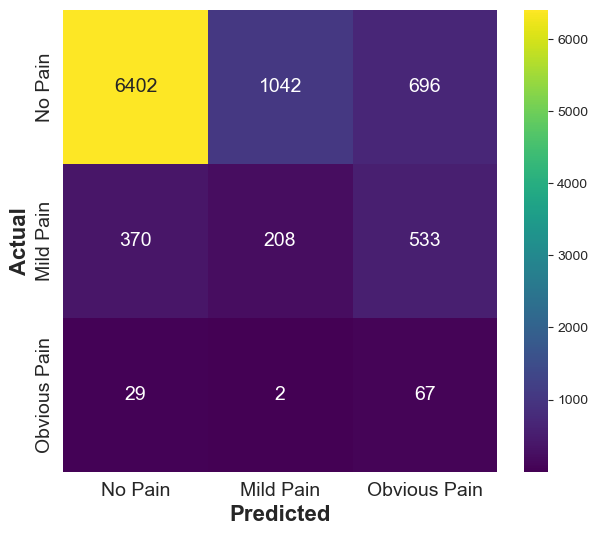 Actual
No Pain
6402 1042 696
Mild Pain
370 208 533
Obvious Pain
29 2 67
No Pain Mild Pain Obvious Pain
Predicted
6000
5000
4000
3000
2000
1000